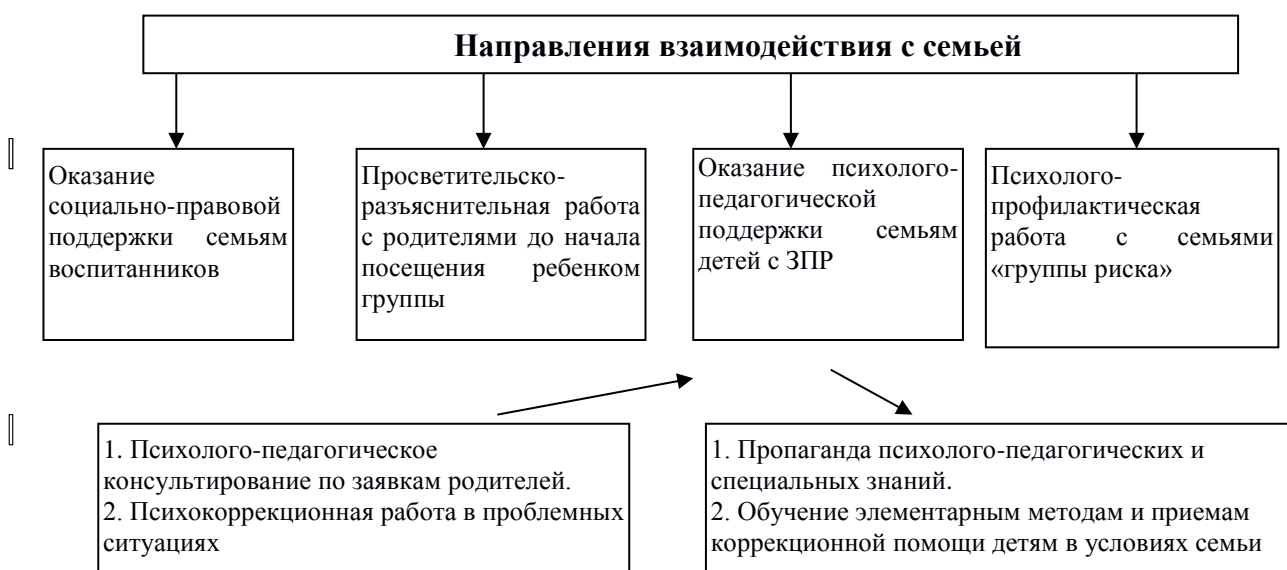 Направления взаимодействия с семьей
Оказание
социально-правовой
поддержки семьям
воспитанников
Просветительско-
разъяснительная работа
с родителями до начала
посещения ребенком
группы
Оказание психолого-
педагогической
поддержки семьям
детей с ЗПР
Психолого-
профилактическая
работа с семьями
«группы риска»
1. Психолого-педагогическое
консультирование по заявкам родителей.
2. Психокоррекционная работа в проблемных
ситуациях
1. Пропаганда психолого-педагогических и
специальных знаний.
2. Обучение элементарным методам и приемам
коррекционной помощи детям в условиях семьи